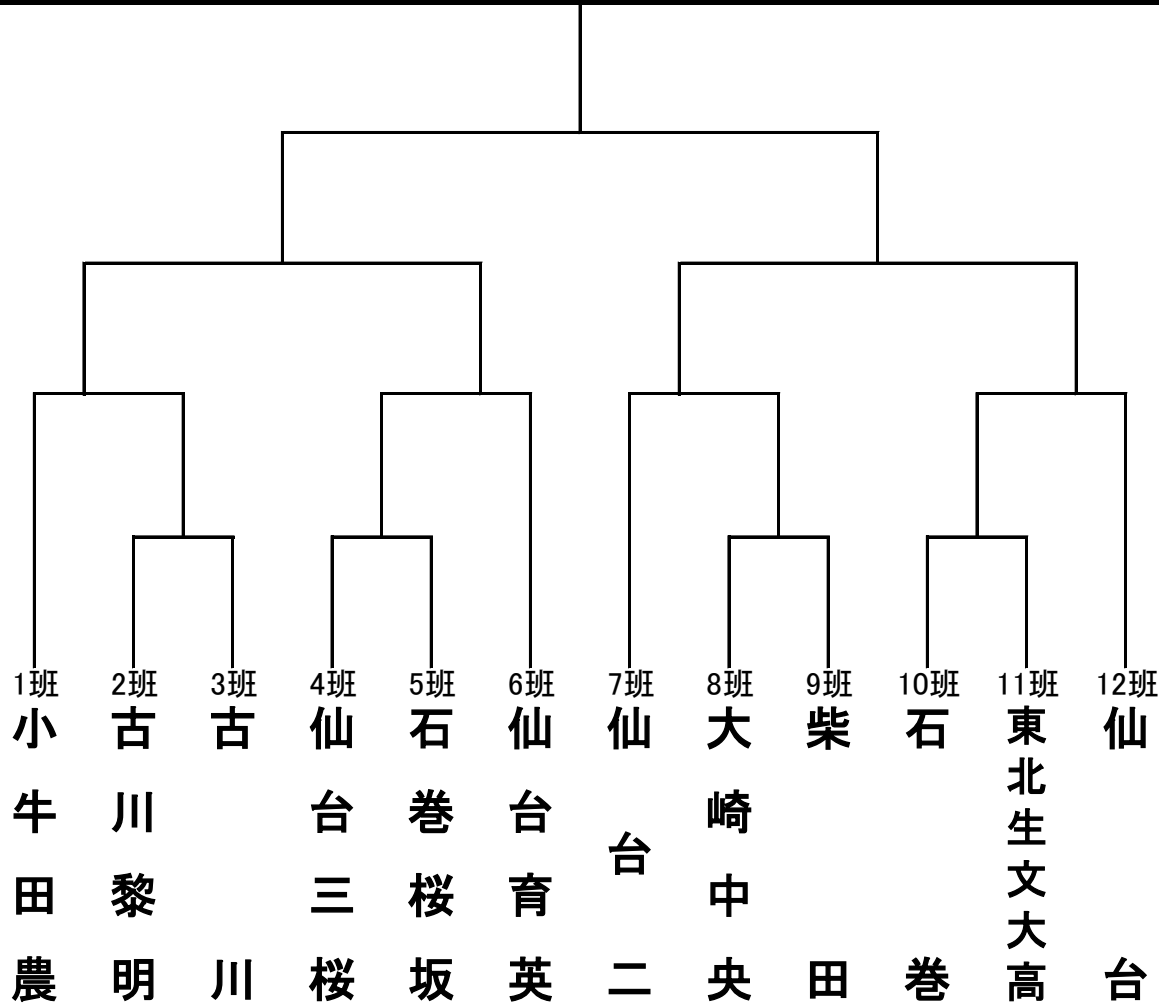 1班
小牛田農
2班
古川黎明
3班
古川
4班
仙台三桜
5班
石巻桜坂
6班
仙台育英
7班
仙台二
8班
大崎中央
9班
柴田
10班
石巻
11班
東北生文大高
12班
仙台